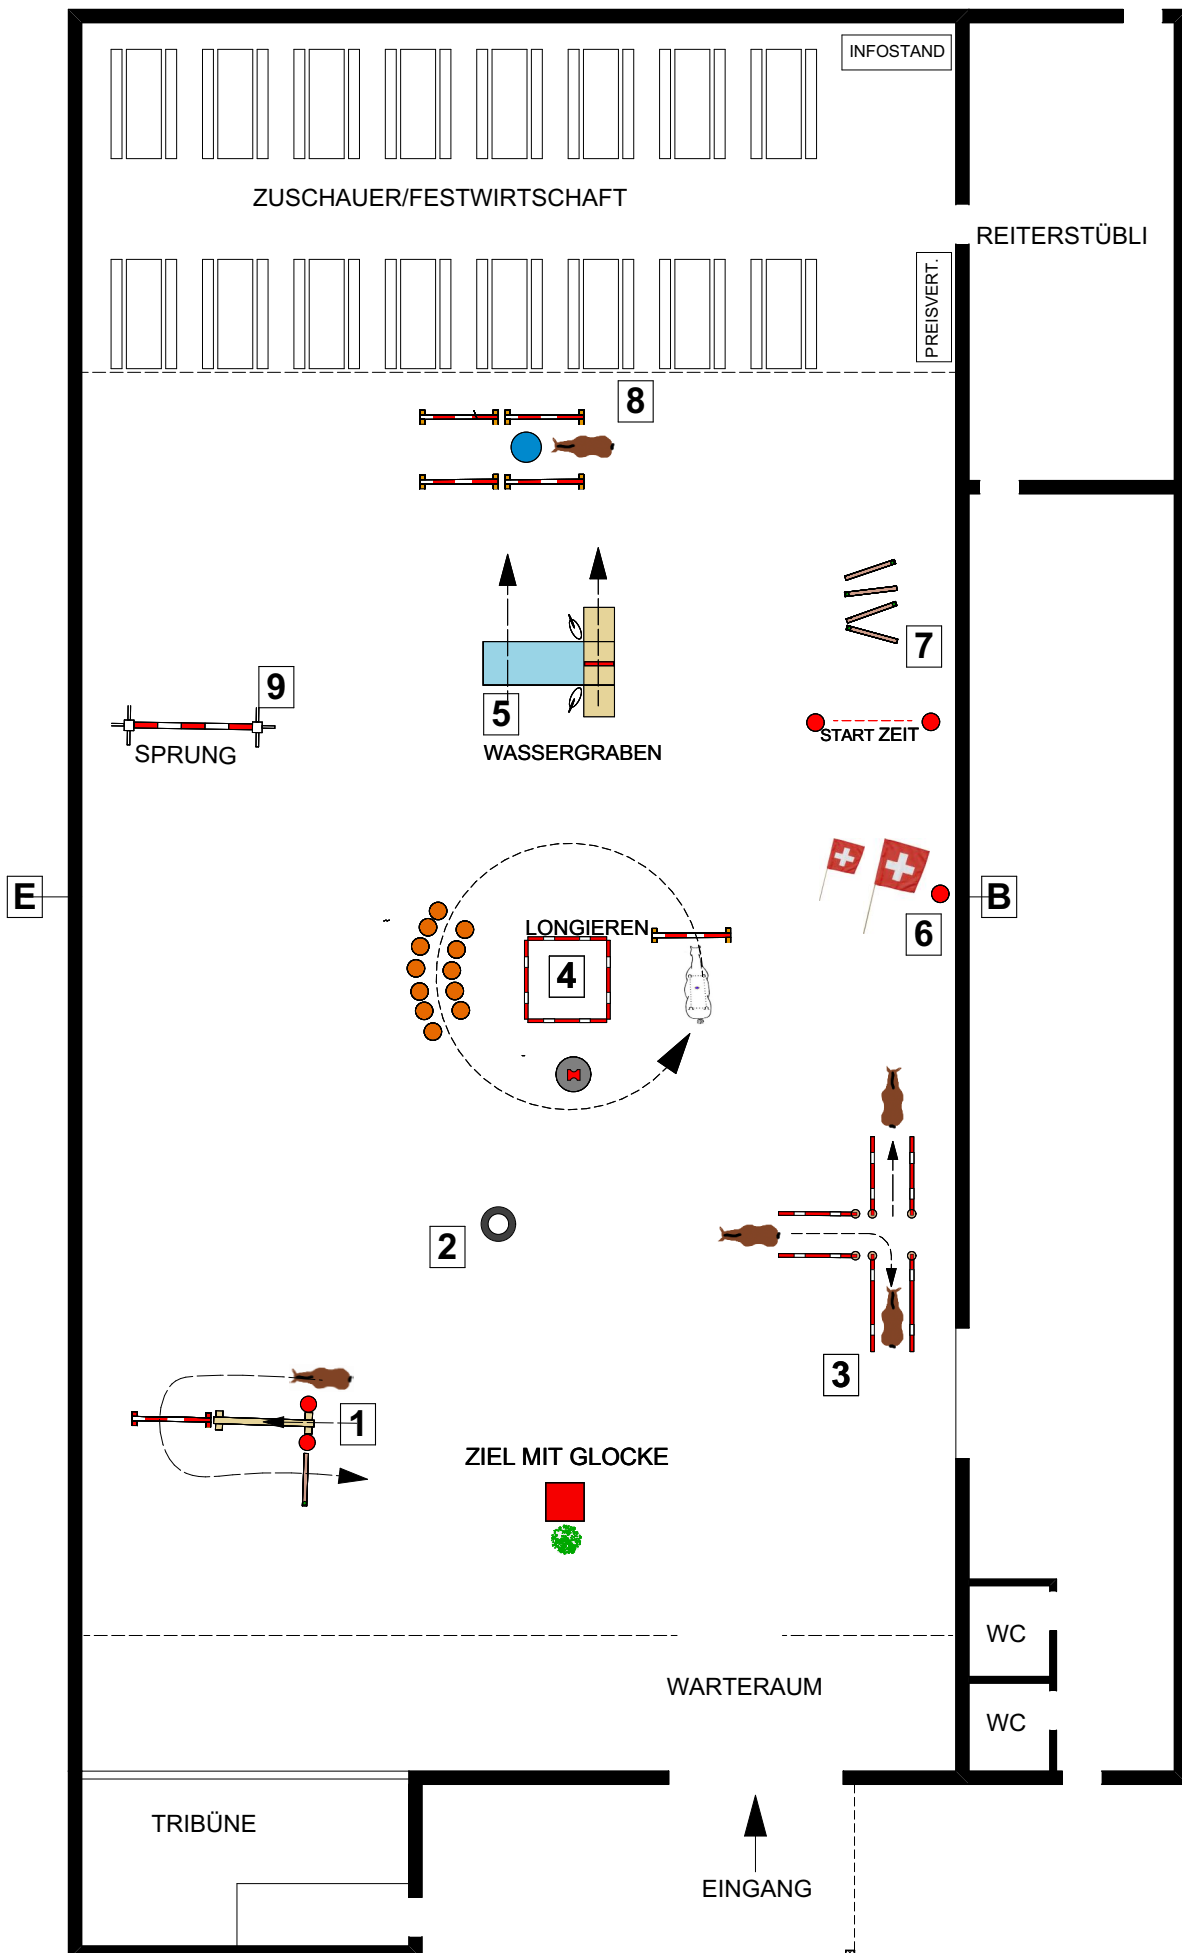 INFOSTAND
ZUSCHAUER/FESTWIRTSCHAFT
REITERSTÜBLI
PREISVERT.
8
7
9
5
SPRUNG
WASSERGRABEN
START ZEIT
E
B
6
LONGIEREN
4
2
3
1
ZIEL MIT GLOCKE
WC
WARTERAUM
WC
TRIBÜNE
EINGANG